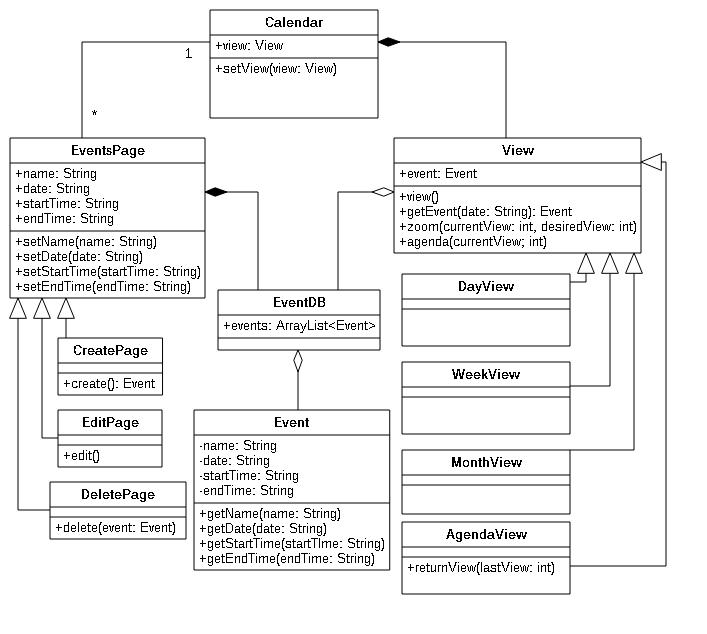 Calendar
+view: View
+setView(view: View)
1
*
EventsPage
+name: String
+date: String
+startTime: String
+endTime: String
+setName(name: String)
+setDate(date: String)
+setStartTime(startTime: String)
+setEndTime(endTime: String)
View
+event: Event
+view()
+getEvent(date: String): Event
+zoom(currentView: int, desiredView: int)
+agenda(currentView; int)
EventDB
+events: ArrayList<Event>
DayView
CreatePage
+create(): Event
WeekView
EditPage
+edit()
Event
-name: String
-date: String
-startTime: String
-endTime: String
+getName(name: String)
+getDate(date: String)
+getStartTime(startTIme: String)
+getEndTime(endTime: String)
MonthView
DeletePage
+delete(event: Event)
AgendaView
+returnView(lastView: int)